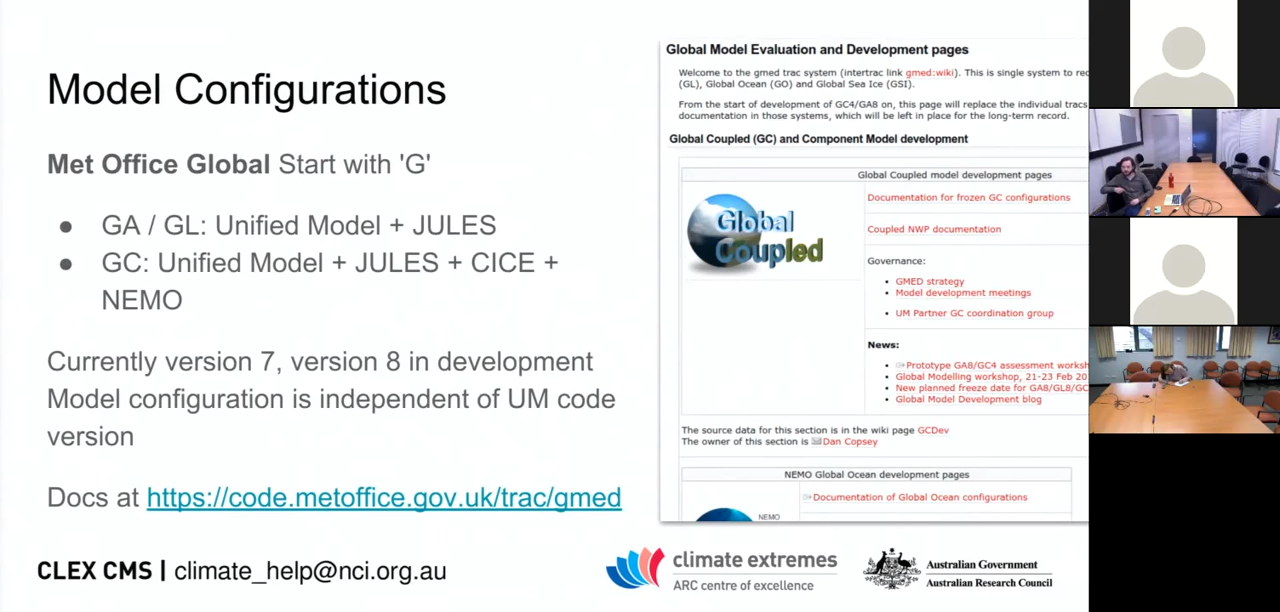 Model Configurations
Met Office Global Start with 'G'
● GA / GL: Unified Model + JULES
● GC: Unified Model + JULES + CICE +
NEMO
Currently version 7, version 8 in development
Model configuration is independent of UM code
version
Docs at https://code.metoffice.gov.uk/trac/gmed
Global Model Evaluation and Development pages
Welcome to the gmed trac system (intertrac link gmed:wiki). This is single system to rec
(GL), Global Ocean (GO) and Global Sea Ice (GSI).
From the start of development of GC4/GA8 on, this page will replace the individual tracs
documentation in those systems, which will be left in place for the long-term record.
Global Coupled (GC) and Component Model development
Global Coupled model development pages
Global
Coupled
Documentation for frozen GC configurations
Coupled NWP documentation
Governance:
• GMED strategy
• Model development meetings
• UM Partner GC coordination group
News:
• Prototype GA8/GC4 assessment worksh
• Global Modelling workshop, 21-23 Feb 20
• New planned freeze date for GA8/GL8/GC
• Global Model Development blog
The source data for this section is in the wiki page GCDev
The owner of this section is Dan Copsey
NEMO Global Ocean development pages
Documentation of Global Ocean configurations
NEMO
CLEX CMS | climate_help@nci.org.au
climate extremes
ARC centre of excellence
Australian Government
Australian Research Council